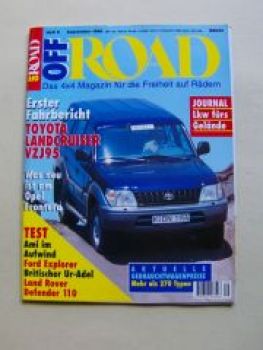 OFF ROAD
Das 4x4 Magazin für die Freiheit auf Rädern
Erster
Fahrbericht
TOYOTA
LANDCRUISER
VZJ95
Was neu
ist am
Opel
Frontera
TEST
Ami im
Aufwind
Ford Explorer
Britischer Ur-Adel
Land Rover
Defender 110
JOURNAL
Lkw fürs
Gelände
AKTUELLE
GEBRAUCHTWAGENPREISE
Mehr als 370 Typen